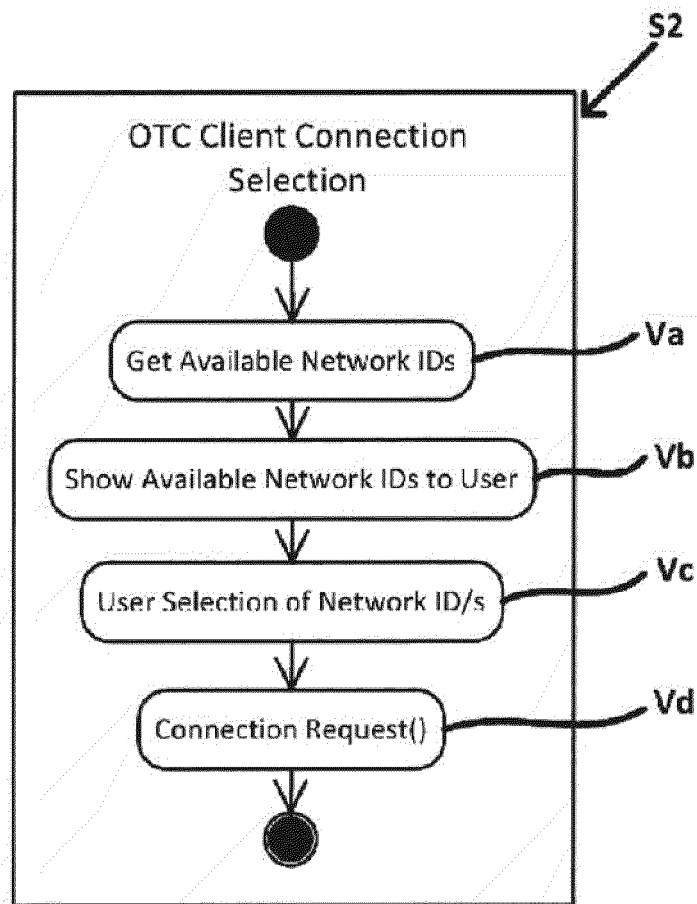 S2
OTC Client Connection
Selection
Get Available Network IDs
Va
Show Available Network IDs to User
Vb
User Selection of Network ID/s
Vc
Connection Request()
Vd